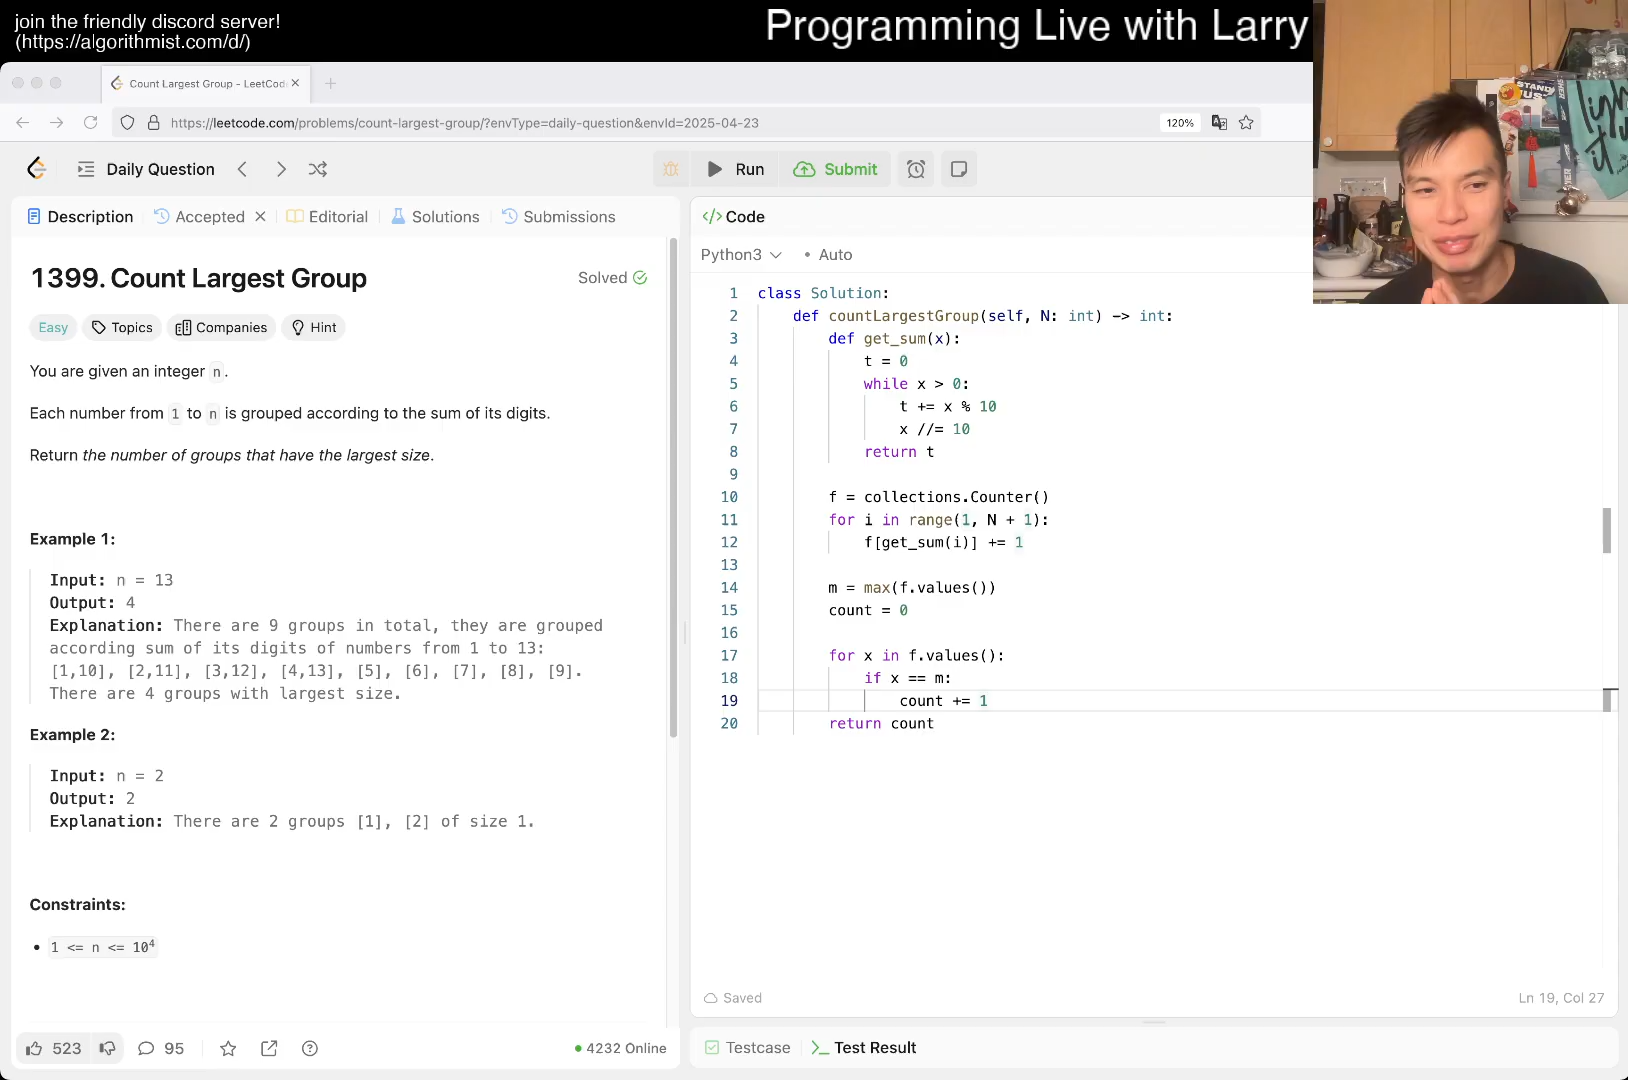 join the friendly discord server!
(https://algorithmist.com/d/)
Programming Live with Larry
Count Largest Group - LeetCod
https://leetcode.com/problems/count-largest-group/?envType=daily-question&envId=2025-04-23
120%
Daily Question
Run
Submit
Description
Accepted
Editorial
Solutions
Submissions
1399. Count Largest Group
Solved
Easy
Topics
Companies
Hint
You are given an integer n.
Each number from 1 to n is grouped according to the sum of its digits.
Return the number of groups that have the largest size.
Example 1:
Input: n = 13
Output: 4
Explanation: There are 9 groups in total, they are grouped
according sum of its digits of numbers from 1 to 13:
[1,10], [2,11], [3,12], [4,13], [5], [6], [7], [8], [9].
There are 4 groups with largest size.
Example 2:
Input: n = 2
Output: 2
Explanation: There are 2 groups [1], [2] of size 1.
Constraints:
• 1 <= n <= 10⁴
523
95
4232 Online
</> Code
Python3
• Auto
1 class Solution:
2 def countLargestGroup(self, N: int) -> int:
3 def get_sum(x):
4 t = 0
5 while x > 0:
6 t += x % 10
7 x //= 10
8 return t
9
10 f = collections.Counter()
11 for i in range(1, N + 1):
12 f[get_sum(i)] += 1
13
14 m = max(f.values())
15 count = 0
16
17 for x in f.values():
18 if x == m:
19 count += 1
20 return count
Saved
Ln 19, Col 27
Testcase
Test Result
STAND
US